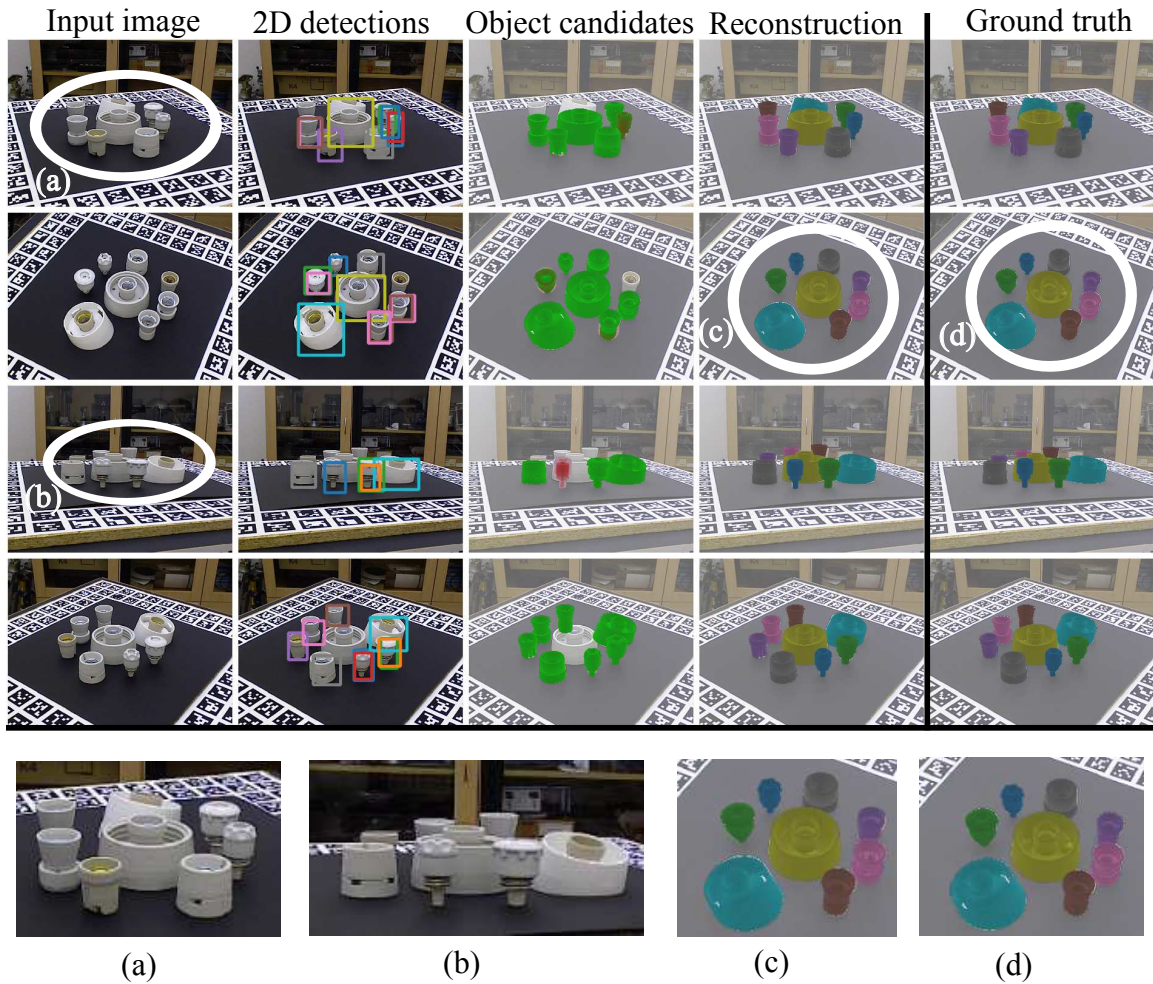 Input image 2D detections Object candidates Reconstruction Ground truth
(a)
(c) (d)
(b)
(a) (b) (c) (d)